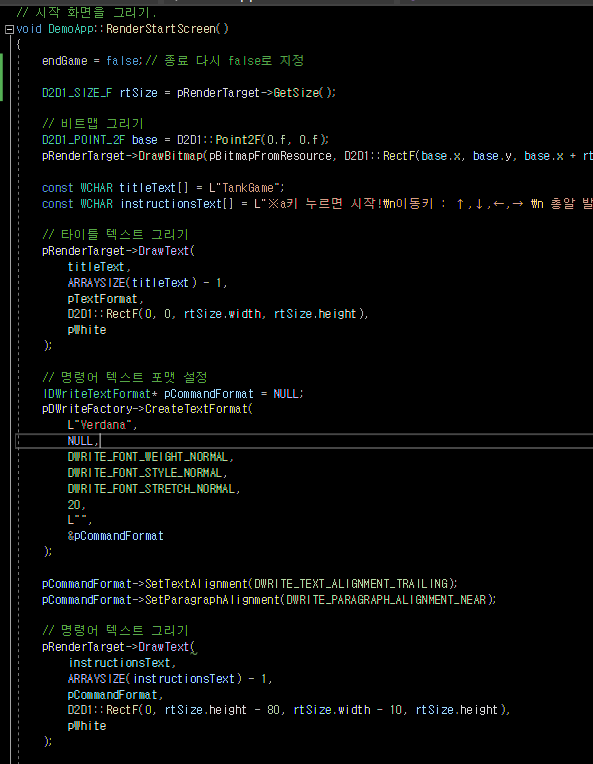 // 시작 화면을 그리기.
void DemoApp::RenderStartScreen()
{
endGame = false;// 종료 다시 false로 지정
D2D1_SIZE_F rtSize = pRenderTarget->GetSize();
// 비트맵 그리기
D2D1_POINT_2F base = D2D1::Point2F(0.f, 0.f);
pRenderTarget->DrawBitmap(pBitmapFromResource, D2D1::RectF(base.x, base.y, base.x + rt
const WCHAR titleText[] = L"TankGame";
const WCHAR instructionsText[] = L"※a키 누르면 시작!₩n이동키 : ↑,↓,←,→ ₩n 총알 발
// 타이틀 텍스트 그리기
pRenderTarget->DrawText(
titleText,
ARRAYSIZE(titleText) - 1,
pTextFormat,
D2D1::RectF(0, 0, rtSize.width, rtSize.height),
pWhite
);
// 명령어 텍스트 포맷 설정
IDWriteTextFormat* pCommandFormat = NULL;
pDWriteFactory->CreateTextFormat(
L"Verdana",
NULL,
DWRITE_FONT_WEIGHT_NORMAL,
DWRITE_FONT_STYLE_NORMAL,
DWRITE_FONT_STRETCH_NORMAL,
20,
L"",
&pCommandFormat
);
pCommandFormat->SetTextAlignment(DWRITE_TEXT_ALIGNMENT_TRAILING);
pCommandFormat->SetParagraphAlignment(DWRITE_PARAGRAPH_ALIGNMENT_NEAR);
// 명령어 텍스트 그리기
pRenderTarget->DrawText(
instructionsText,
ARRAYSIZE(instructionsText) - 1,
pCommandFormat,
D2D1::RectF(0, rtSize.height - 80, rtSize.width - 10, rtSize.height),
pWhite
);